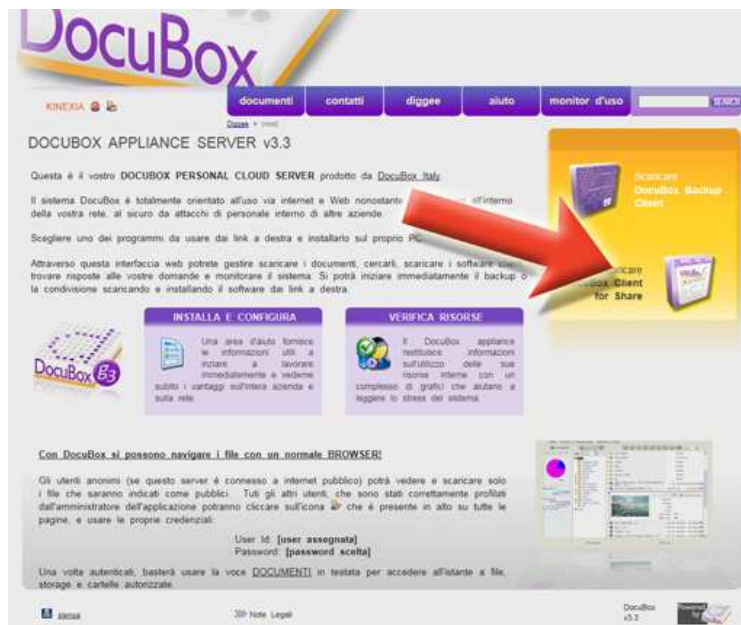 DOCUBOX
documenti
contatti
diggee
aiuto
monitor d'uso
SEARCH
KINEXIA
DOCUBOX APPLIANCE SERVER v3.3
Questa é il vostro DOCUBOX PERSONAL CLOUD SERVER prodotto da DocuBox Italy.
Il sistema DocuBox è totalmente orientato all'uso via internet e Web nonostante all'interno
della vostra rete, al sicuro da attacchi di personale interno di altre aziende.
Scegliere uno dei programmi da usare dai link a destra e installarlo sul proprio PC.
Attraverso questa interfaccia web potrete gestire scaricare i documenti, cercarli, scaricare i software client,
trovare risposte alle vostre domande e monitorare il sistema. Si potrà iniziare immediatamente il backup o
la condivisione scaricando e installando il software dai link a destra.
Scaricare
DocuBox Backup
Client
Client
for Share
INSTALLA E CONFIGURA
Una area d'aiuto fornisce
le informazioni utili a
iniziare a lavorare
immediatamente e vederne
subito i vantaggi sull'intera azienda e
sulla rete.
VERIFICA RISORSE
Il DocuBox appliance
restituisce informazioni
sull'utilizzo delle sue
risorse interne con un
complesso di grafici che aiutano a
leggere lo stress del sistema.
DocuBox g3
Con DocuBox si possono navigare i file con un normale BROWSER!
Gli utenti anonimi (se questo server è connesso a internet pubblico) potrà vedere e scaricare solo
i file che saranno indicati come pubblici. Tuti gli altri utenti, che sono stati correttamente profilati
dall'amministratore dell'applicazione potranno cliccare sull'icona che é presente in alto su tutte le
pagine, e usare le proprie credenziali:
User Id: [user assegnata]
Password: [password scelta]
Una volta autenticati, basterà usare la voce DOCUMENTI in testata per accedere all'istante a file,
storage e cartelle autorizzate.
stampa
Note Legali
DocuBox
v3.3
Powered
by